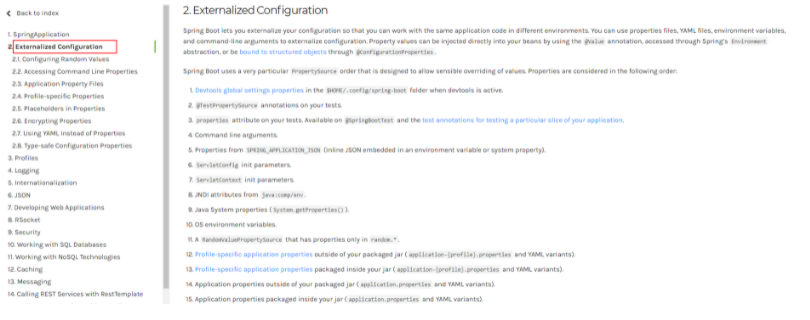 Back to index
1. SpringApplication
2. Externalized Configuration
2.1. Configuring Random Values
2.2. Accessing Command Line Properties
2.3. Application Property Files
2.4. Profile-specific Properties
2.5. Placeholders in Properties
2.6. Encrypting Properties
2.7. Using YAML Instead of Properties
2.8. Type-safe Configuration Properties
3. Profiles
4. Logging
5. Internationalization
6. JSON
7. Developing Web Applications
8. RSocket
9. Security
10. Working with SQL Databases
11. Working with NoSQL Technologies
12. Caching
13. Messaging
14. Calling REST Services with RestTemplate
2. Externalized Configuration
Spring Boot lets you externalize your configuration so that you can work with the same application code in different environments. You can use properties files, YAML files, environment variables,
and command-line arguments to externalize configuration. Property values can be injected directly into your beans by using the @Value annotation, accessed through Spring's Environment
abstraction, or be bound to structured objects through @ConfigurationProperties.
Spring Boot uses a very particular PropertySource order that is designed to allow sensible overriding of values. Properties are considered in the following order:
1. Devtools global settings properties in the $HOME/.config/spring-boot folder when devtools is active.
2. @TestPropertySource annotations on your tests.
3. properties attribute on your tests. Available on @SpringBootTest and the test annotations for testing a particular slice of your application.
4. Command line arguments.
5. Properties from SPRING_APPLICATION_JSON (inline JSON embedded in an environment variable or system property).
6. ServletConfig init parameters.
7. ServletContext init parameters.
8. JNDI attributes from java:comp/env.
9. Java System properties (System.getProperties()).
10. OS environment variables.
11. A RandomValuePropertySource that has properties only in random.*.
12. Profile-specific application properties outside of your packaged jar (application-{profile}.properties and YAML variants).
13. Profile-specific application properties packaged inside your jar (application-{profile}.properties and YAML variants).
14. Application properties outside of your packaged jar (application.properties and YAML variants).
15. Application properties packaged inside your jar (application.properties and YAML variants).